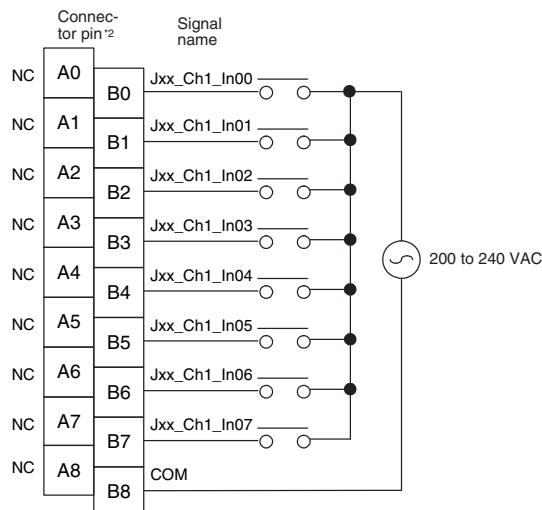 Connec-
tor pin*2
Signal
name
NC A0
B0 Jxx_Ch1_In00
NC A1
B1 Jxx_Ch1_In01
NC A2
B2 Jxx_Ch1_In02
NC A3
B3 Jxx_Ch1_In03
NC A4
B4 Jxx_Ch1_In04
200 to 240 VAC
NC A5
B5 Jxx_Ch1_In05
NC A6
B6 Jxx_Ch1_In06
NC A7
B7 Jxx_Ch1_In07
NC A8
B8 COM